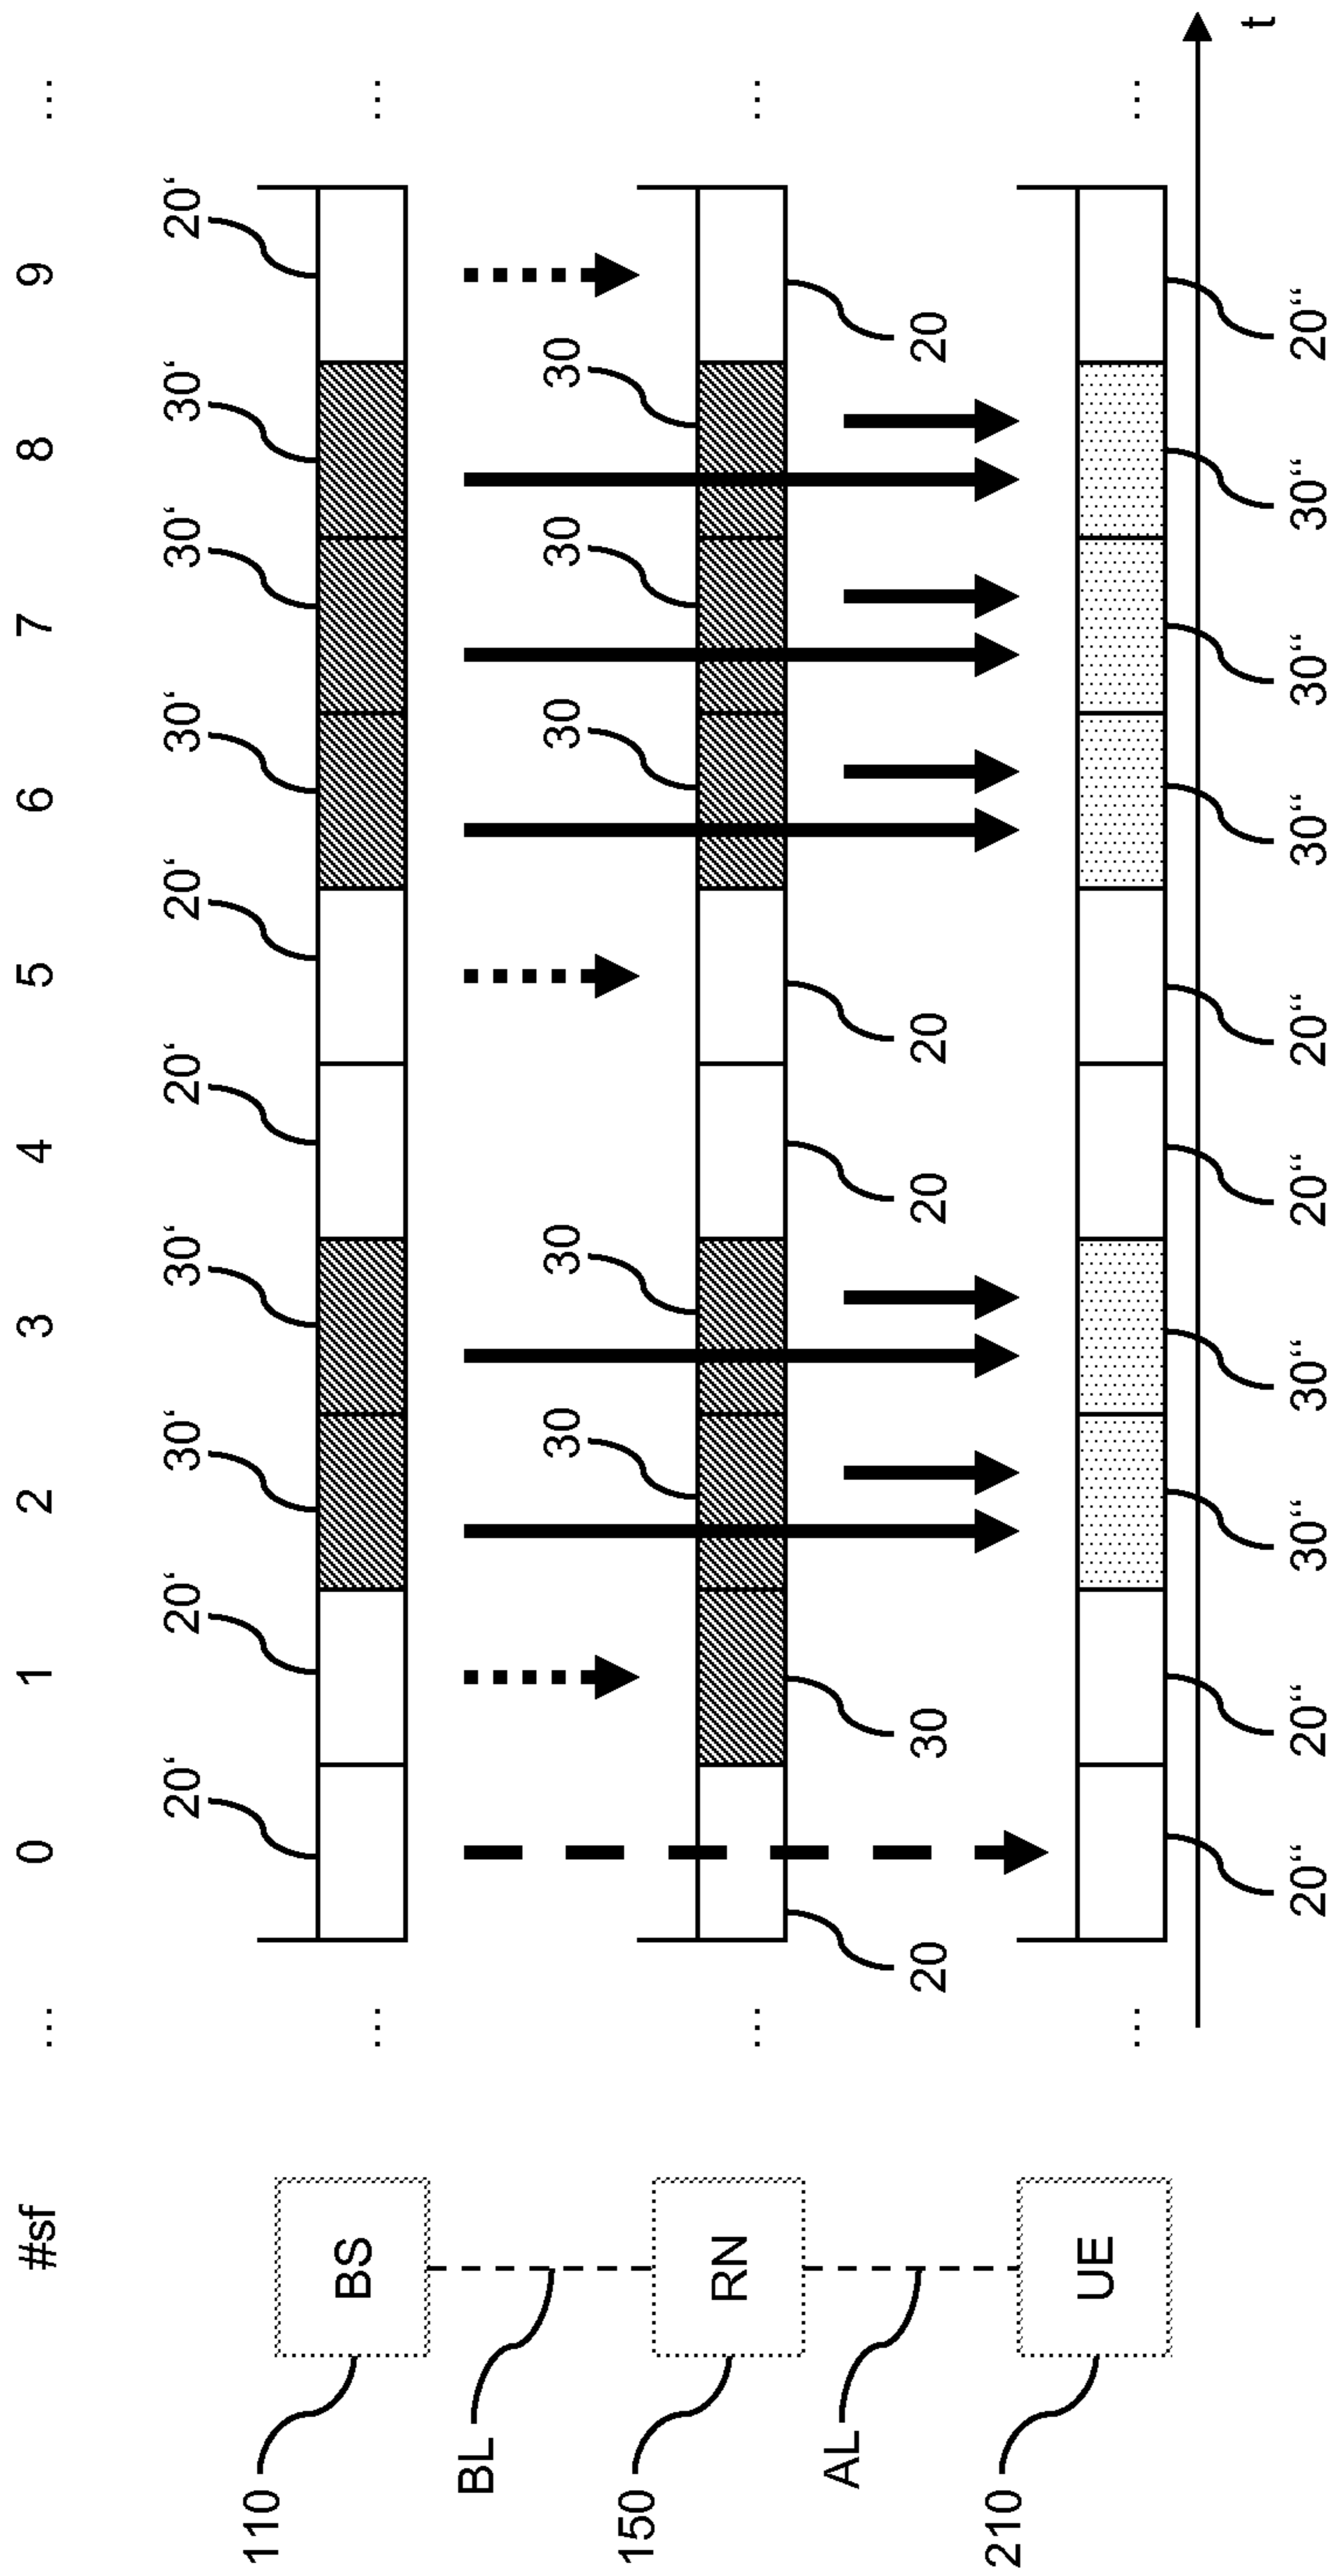 #sf ... 0 1 2 3 4 5 6 7 8 9 ...
20‘ 20‘ 30‘ 30‘ 20‘ 20‘ 30‘ 30‘ 30‘ 20‘
110 BS ... ...
BL
30 30 30 30 30
150 RN ... ...
AL
20 30 20 20 20
210 UE ... ...
t
20“ 20“ 30“ 30“ 20“ 20“ 30“ 30“ 30“ 20“